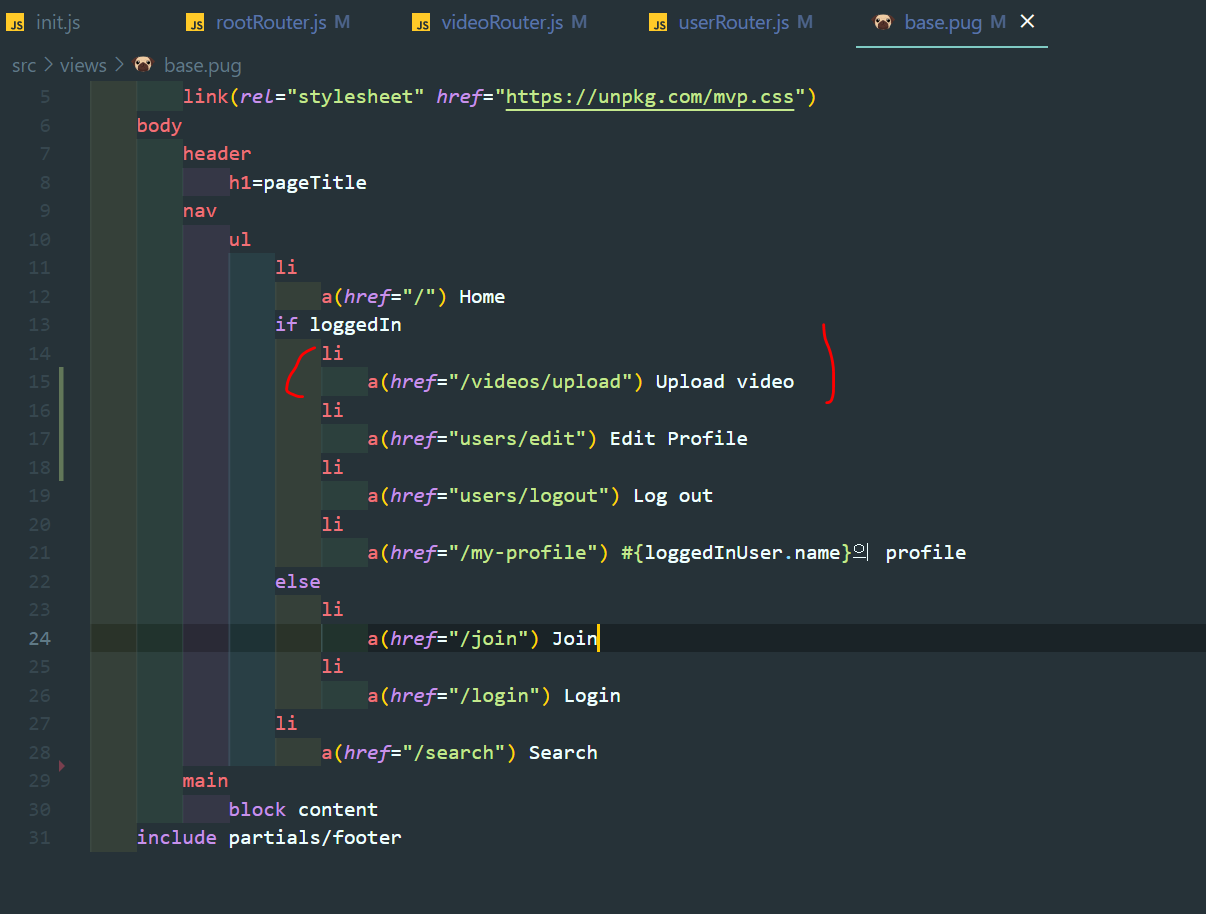 JS init.js JS rootRouter.js M JS videoRouter.js M JS userRouter.js M base.pug M ×
src > views > base.pug
5 link(rel="stylesheet" href="https://unpkg.com/mvp.css")
6 body
7 header
8 h1=pageTitle
9 nav
10 ul
11 li
12 a(href="/") Home
13 if loggedIn
14 li
15 a(href="/videos/upload") Upload video
16 li
17 a(href="users/edit") Edit Profile
18 li
19 a(href="users/logout") Log out
20 li
21 a(href="/my-profile") #{loggedInUser.name}의 profile
22 else
23 li
24 a(href="/join") Join
25 li
26 a(href="/login") Login
27 li
28 a(href="/search") Search
29 main
30 block content
31 include partials/footer